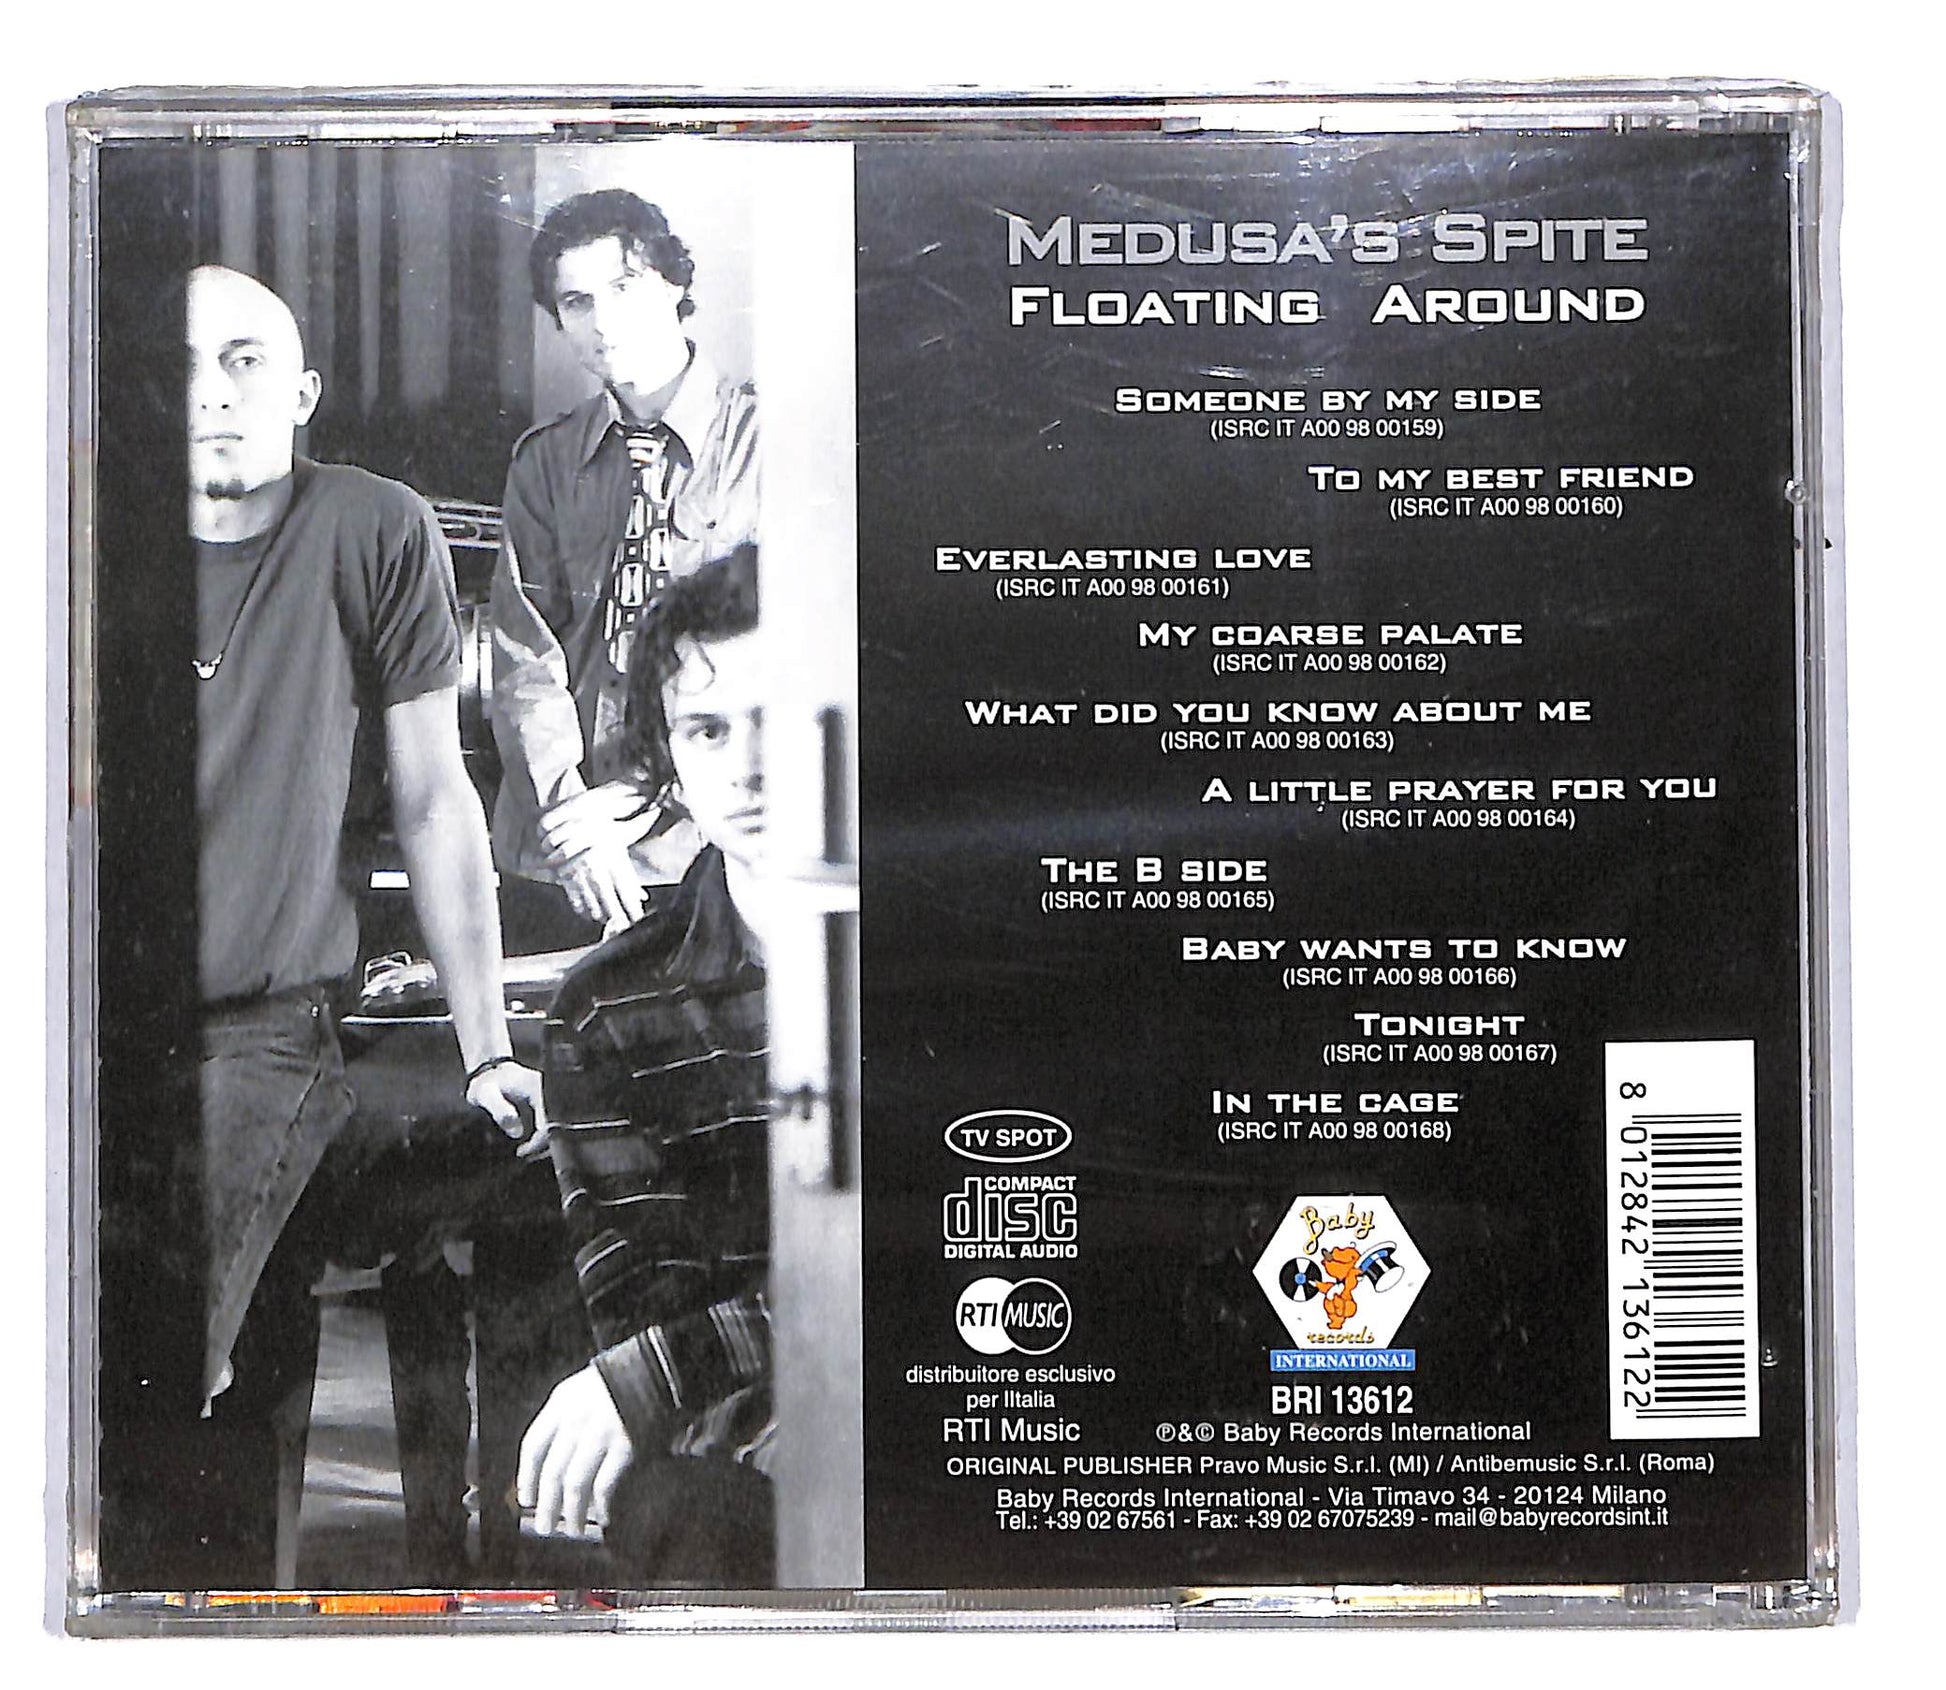 MEDUSA'S SPITE
FLOATING AROUND
SOMEONE BY MY SIDE
(ISRC IT A00 98 00159)
TO MY BEST FRIEND
(ISRC IT A00 98 00160)
EVERLASTING LOVE
(ISRC IT A00 98 00161)
MY COARSE PALATE
(ISRC IT A00 98 00162)
WHAT DID YOU KNOW ABOUT ME
(ISRC IT A00 98 00163)
A LITTLE PRAYER FOR YOU
(ISRC IT A00 98 00164)
THE B SIDE
(ISRC IT A00 98 00165)
BABY WANTS TO KNOW
(ISRC IT A00 98 00166)
TONIGHT
(ISRC IT A00 98 00167)
IN THE CAGE
(ISRC IT A00 98 00168)
TV SPOT
COMPACT
disc
DIGITAL AUDIO
RTI MUSIC
distribuitore esclusivo
per lItalia
RTI Music
Baby
records
INTERNATIONAL
BRI 13612
℗&© Baby Records International
8 012842 136122
ORIGINAL PUBLISHER Pravo Music S.r.l. (MI) / Antibemusic S.r.l. (Roma)
Baby Records International - Via Timavo 34 - 20124 Milano
Tel.: +39 02 67561 - Fax: +39 02 67075239 - mail@babyrecordsint.it